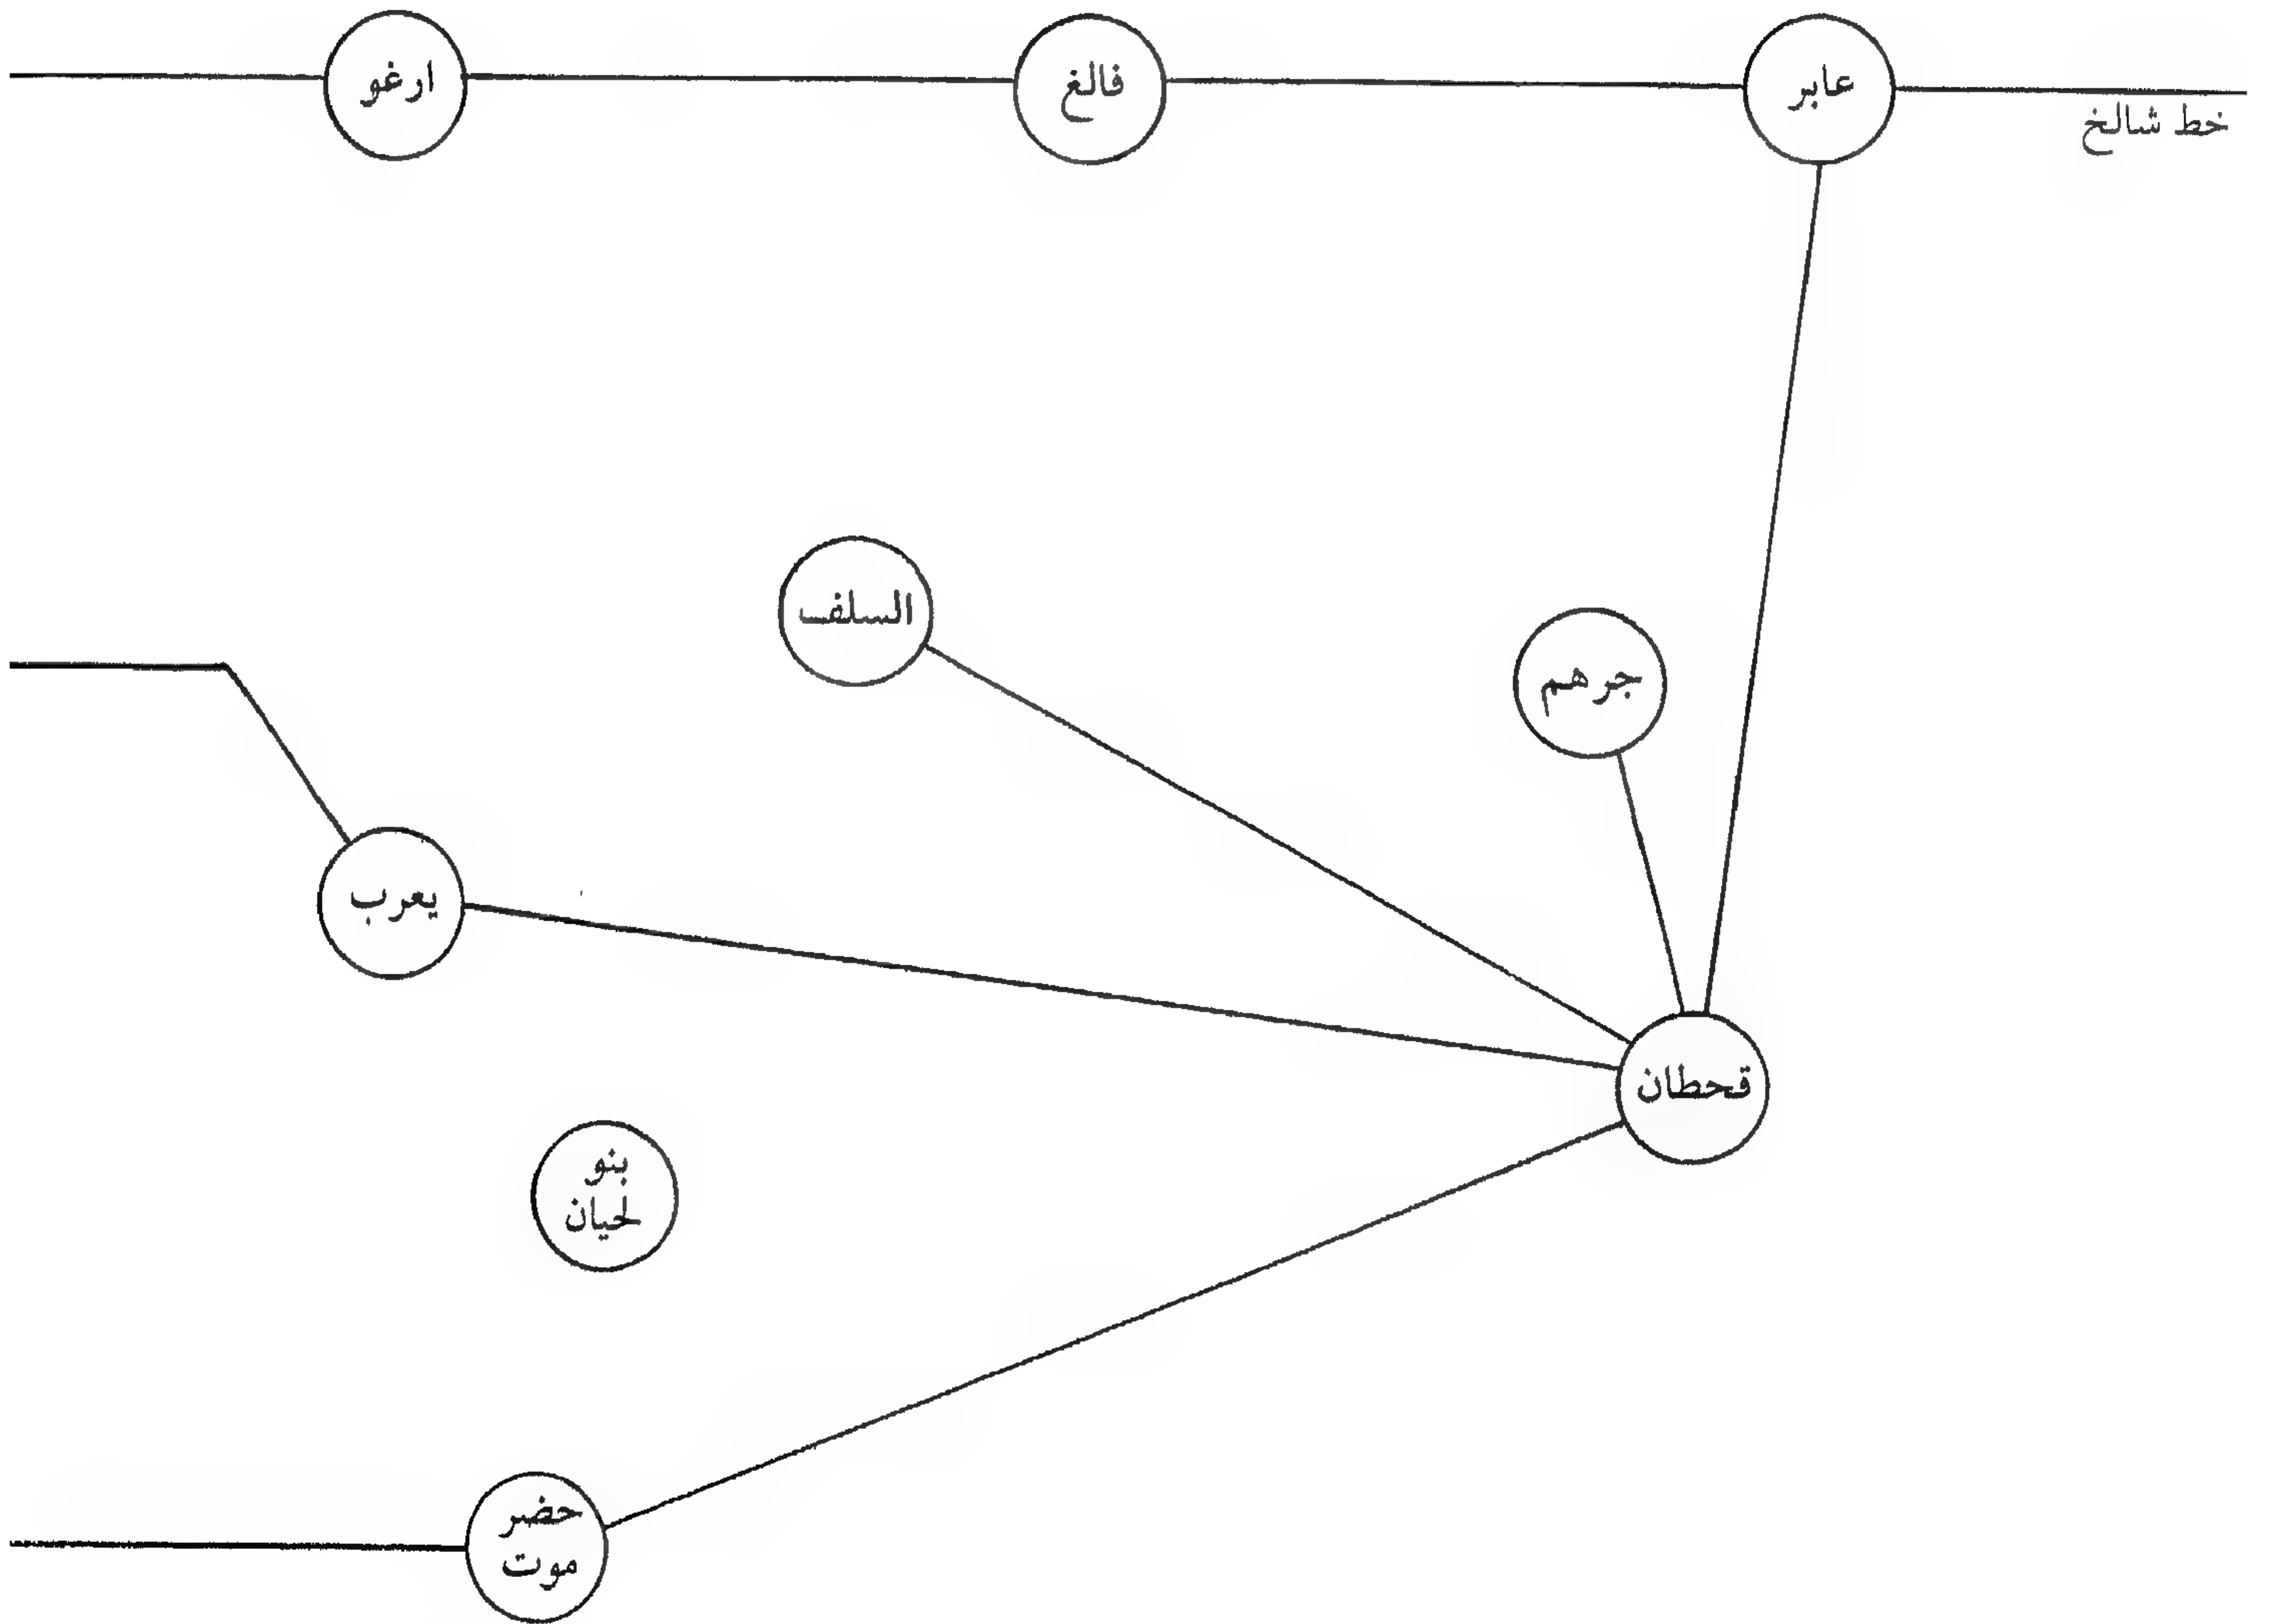 عابر
فالغ
ارغو
خط شالخ
السلف
جرهم
يعرب
قحطان
بنو
لحيان
حضر
موت